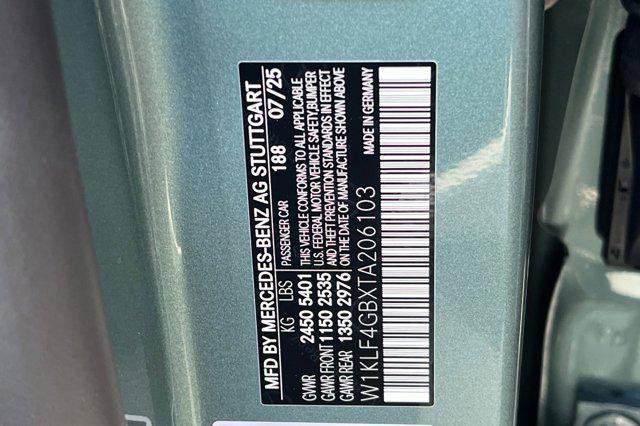 MFD BY MERCEDES-BENZ AG STUTTGART
188 07/25
KG LBS PASSENGER CAR
GVWR 2450 5401
GAWR FRONT 1150 2535
GAWR REAR 1350 2976
THIS VEHICLE CONFORMS TO ALL APPLICABLE
U.S. FEDERAL MOTOR VEHICLE SAFETY,BUMPER
AND THEFT PREVENTION STANDARDS IN EFFECT
ON THE DATE OF MANUFACTURE SHOWN ABOVE
MADE IN GERMANY
W1KLF4GBXTA206103